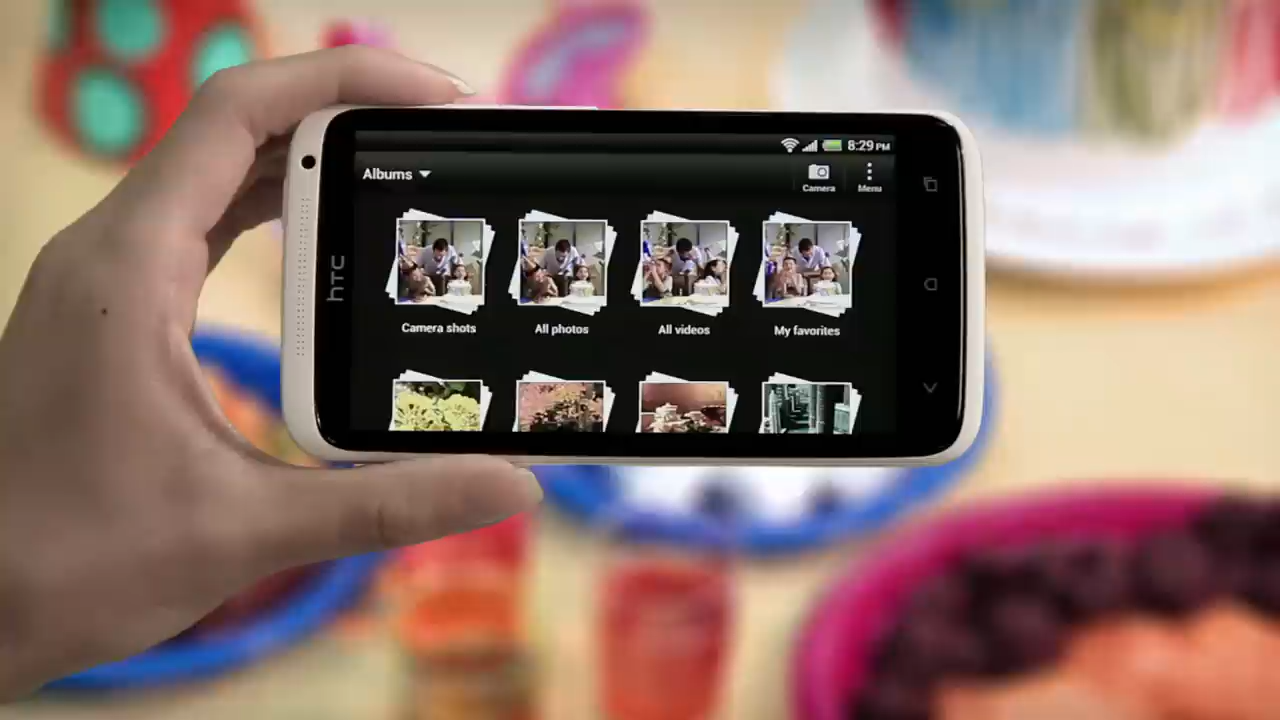 8:29 PM
Albums
Camera
Menu
hTC
Camera shots
All photos
All videos
My favorites